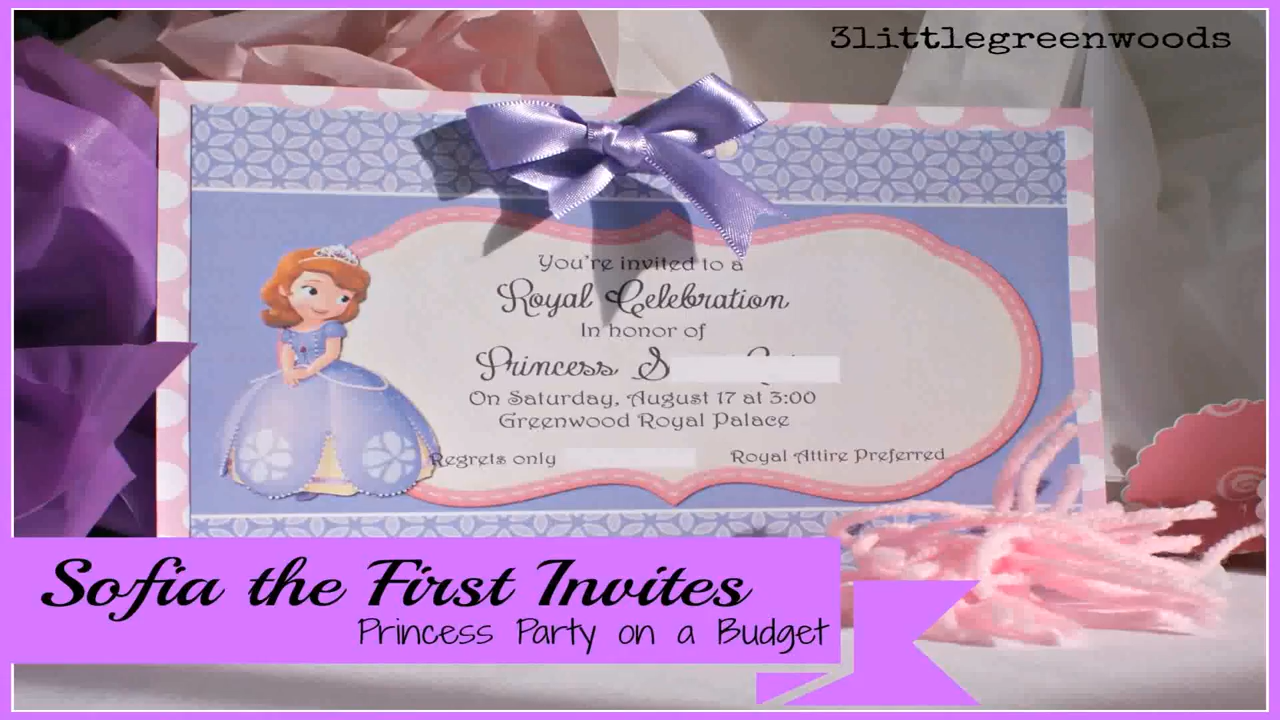 3littlegreenwoods
You're invited to a
Royal Celebration
In honor of
Princess S
On Saturday, August 17 at 3:00
Greenwood Royal Palace
Regrets only
Royal Attire Preferred
Sofia the First Invites
Princess Party on a Budget